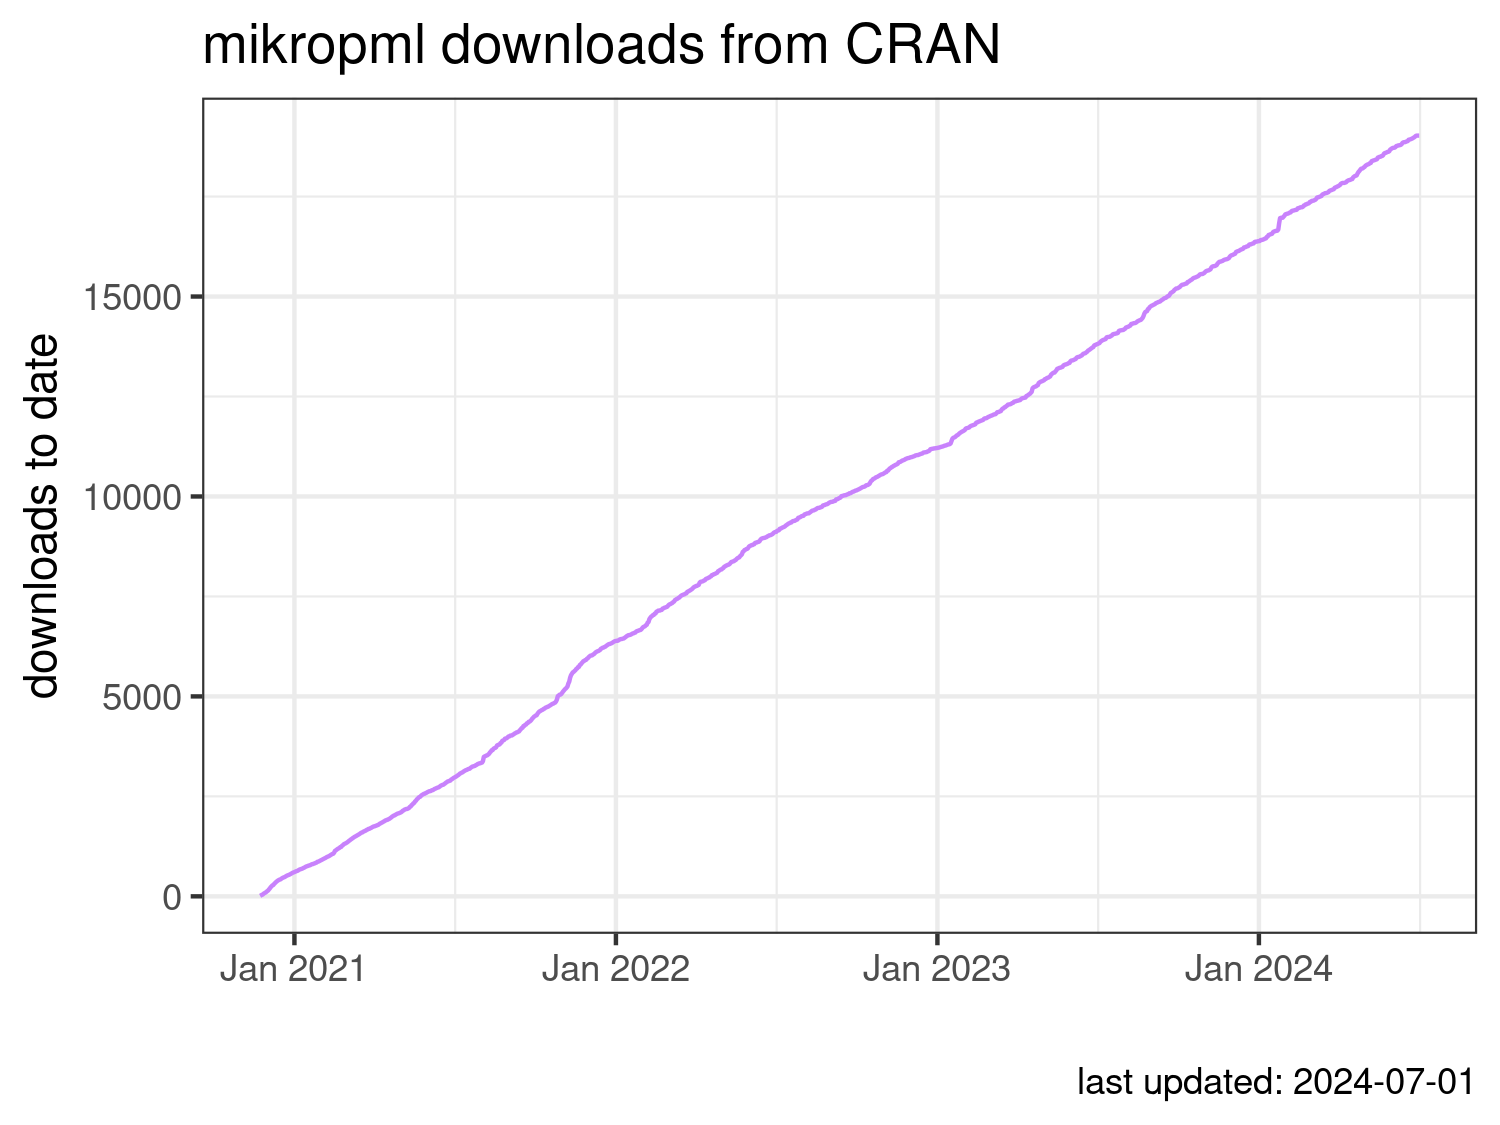 mikropml downloads from CRAN
downloads to date
15000
10000
5000
0
Jan 2021
Jan 2022
Jan 2023
Jan 2024
last updated: 2024-07-01